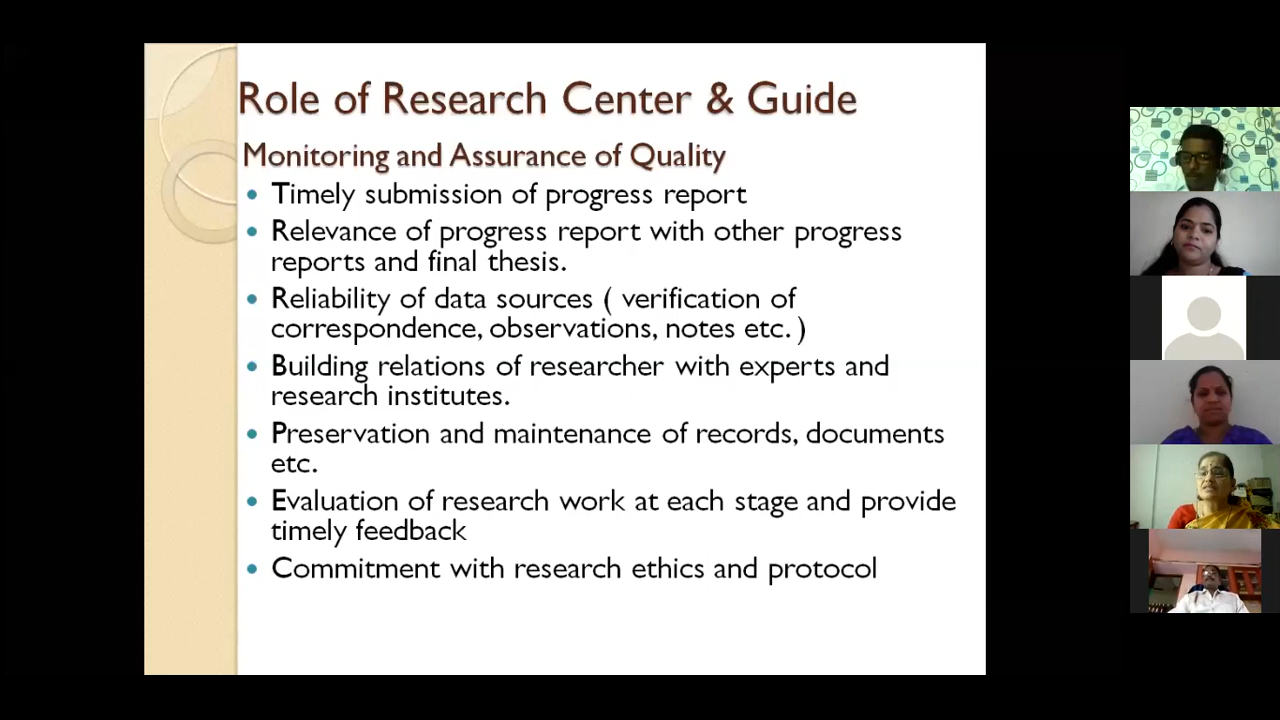 Role of Research Center & Guide
Monitoring and Assurance of Quality
• Timely submission of progress report
• Relevance of progress report with other progress
reports and final thesis.
• Reliability of data sources ( verification of
correspondence, observations, notes etc. )
• Building relations of researcher with experts and
research institutes.
• Preservation and maintenance of records, documents
etc.
• Evaluation of research work at each stage and provide
timely feedback
• Commitment with research ethics and protocol